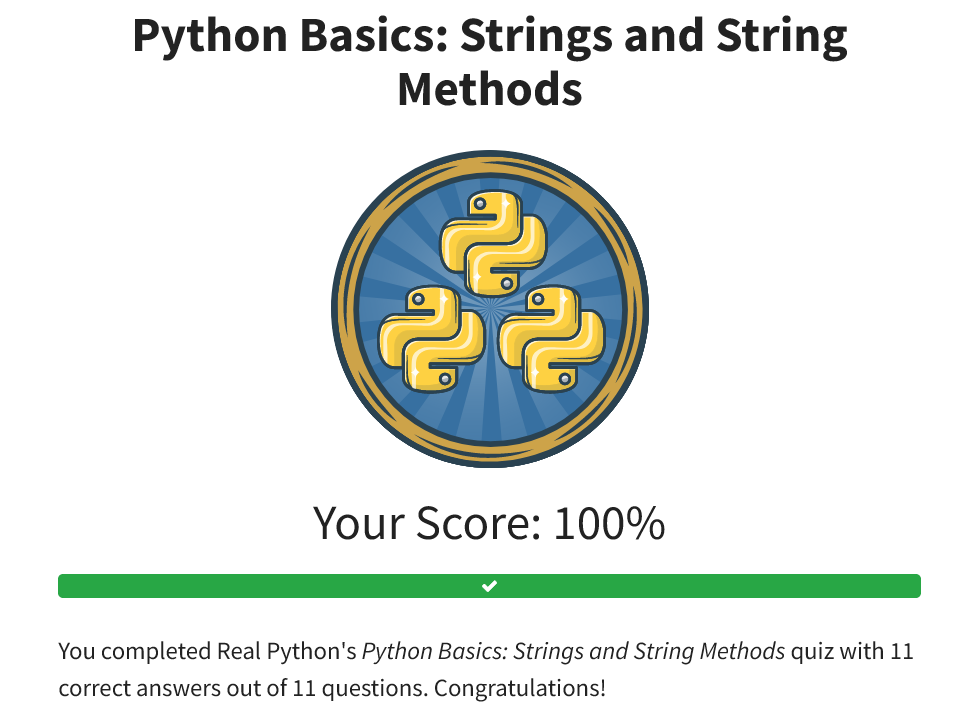 Python Basics: Strings and String
Methods
Your Score: 100%
You completed Real Python's Python Basics: Strings and String Methods quiz with 11
correct answers out of 11 questions. Congratulations!